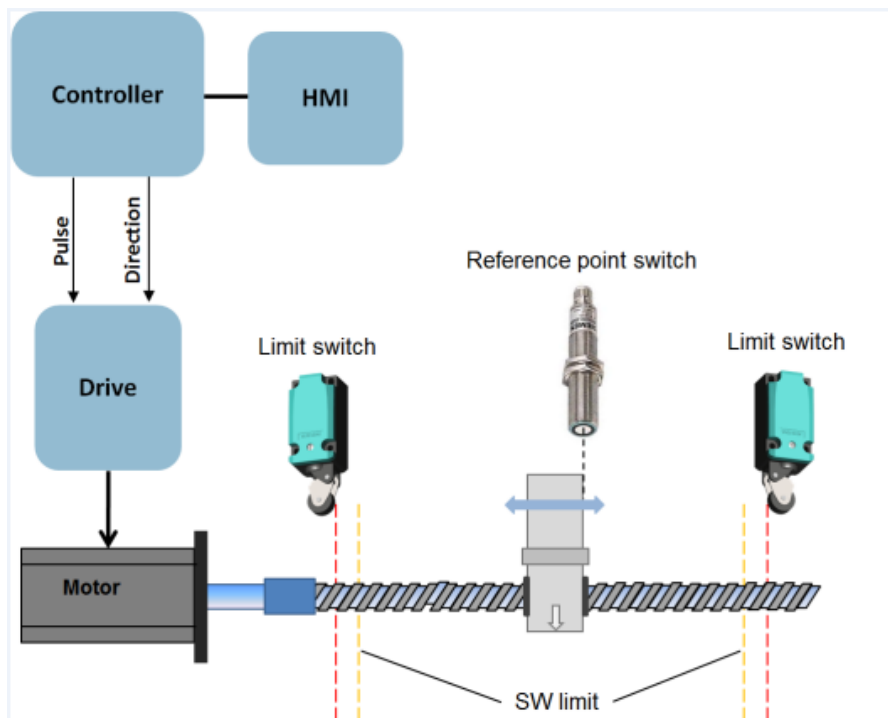 Controller
HMI
Pulse
Direction
Reference point switch
Limit switch
Limit switch
Drive
Motor
SW limit